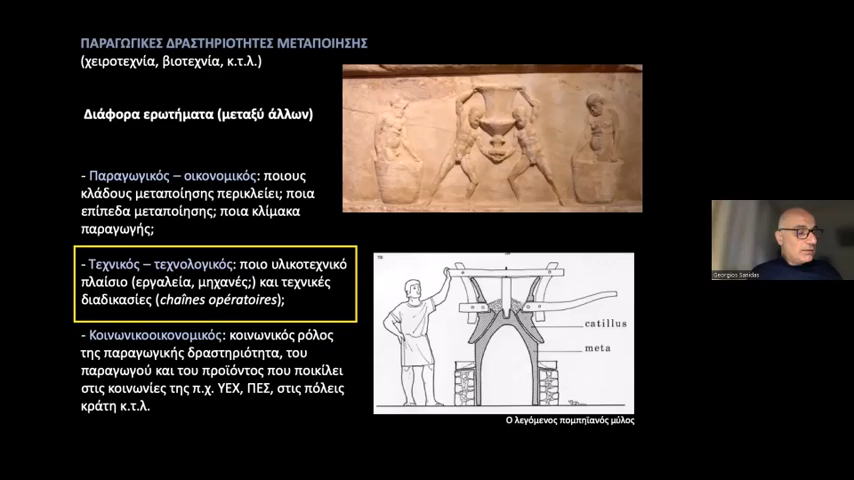 ΠΑΡΑΓΩΓΙΚΕΣ ΔΡΑΣΤΗΡΙΟΤΗΤΕΣ ΜΕΤΑΠΟΙΗΣΗΣ
(χειροτεχνία, βιοτεχνία, κ.τ.λ.)
Διάφορα ερωτήματα (μεταξύ άλλων)
- Παραγωγικός – οικονομικός: ποιους
κλάδους μεταποίησης περικλείει; ποια
επίπεδα μεταποίησης; ποια κλίμακα
παραγωγής;
- Τεχνικός – τεχνολογικός: ποιο υλικοτεχνικό
πλαίσιο (εργαλεία, μηχανές;) και τεχνικές
διαδικασίες (chaînes opératoires);
- Κοινωνικοοικονομικός: κοινωνικός ρόλος
της παραγωγικής δραστηριότητα, του
παραγωγού και του προϊόντος που ποικίλει
στις κοινωνίες της π.χ. ΥΕΧ, ΠΕΣ, στις πόλεις
κράτη κ.τ.λ.
catillus
meta
Ο λεγόμενος πομπηϊανός μύλος
Georgios Sanidas